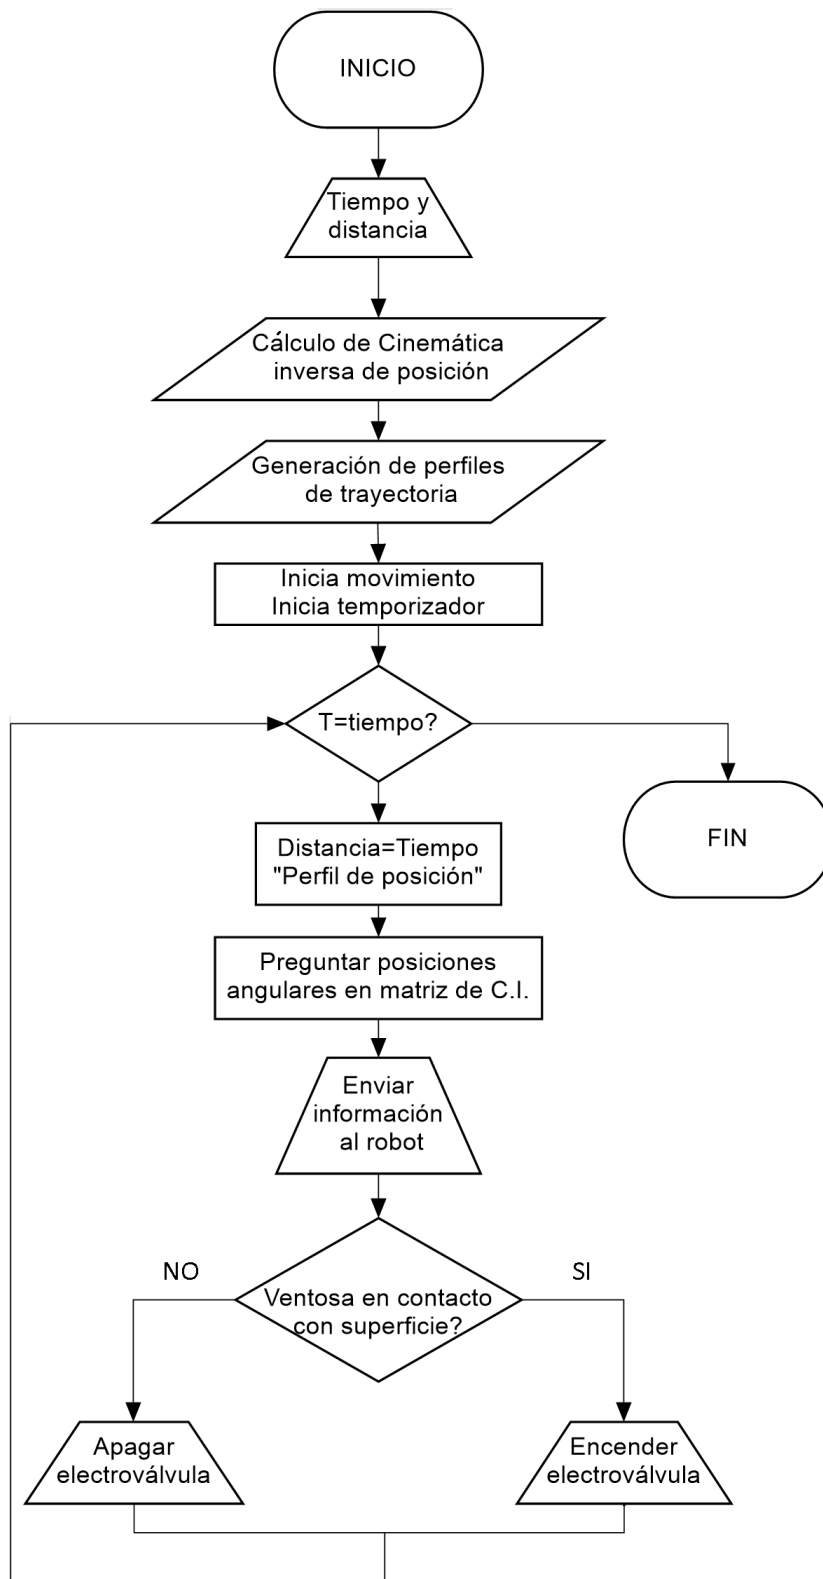 INICIO
Tiempo y
distancia
Cálculo de Cinemática
inversa de posición
Generación de perfiles
de trayectoria
Inicia movimiento
Inicia temporizador
T=tiempo?
FIN
Distancia=Tiempo
"Perfil de posición"
Preguntar posiciones
angulares en matriz de C.I.
Enviar
información
al robot
NO
SI
Ventosa en contacto
con superficie?
Apagar
electroválvula
Encender
electroválvula